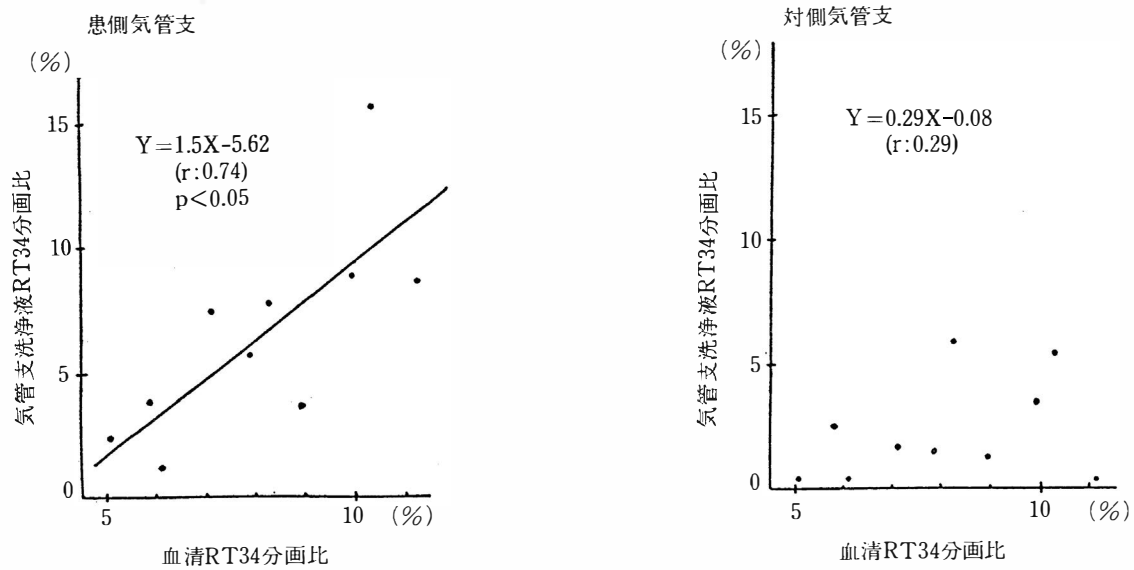 患側気管支
(%)
15
10
5
0
Y=1.5X-5.62
(r:0.74)
p<0.05
気管支洗浄液RT34分画比
5
10
(%)
血清RT34分画比
対側気管支
(%)
15
10
5
0
Y=0.29X-0.08
(r:0.29)
気管支洗浄液RT34分画比
5
10
(%)
血清RT34分画比